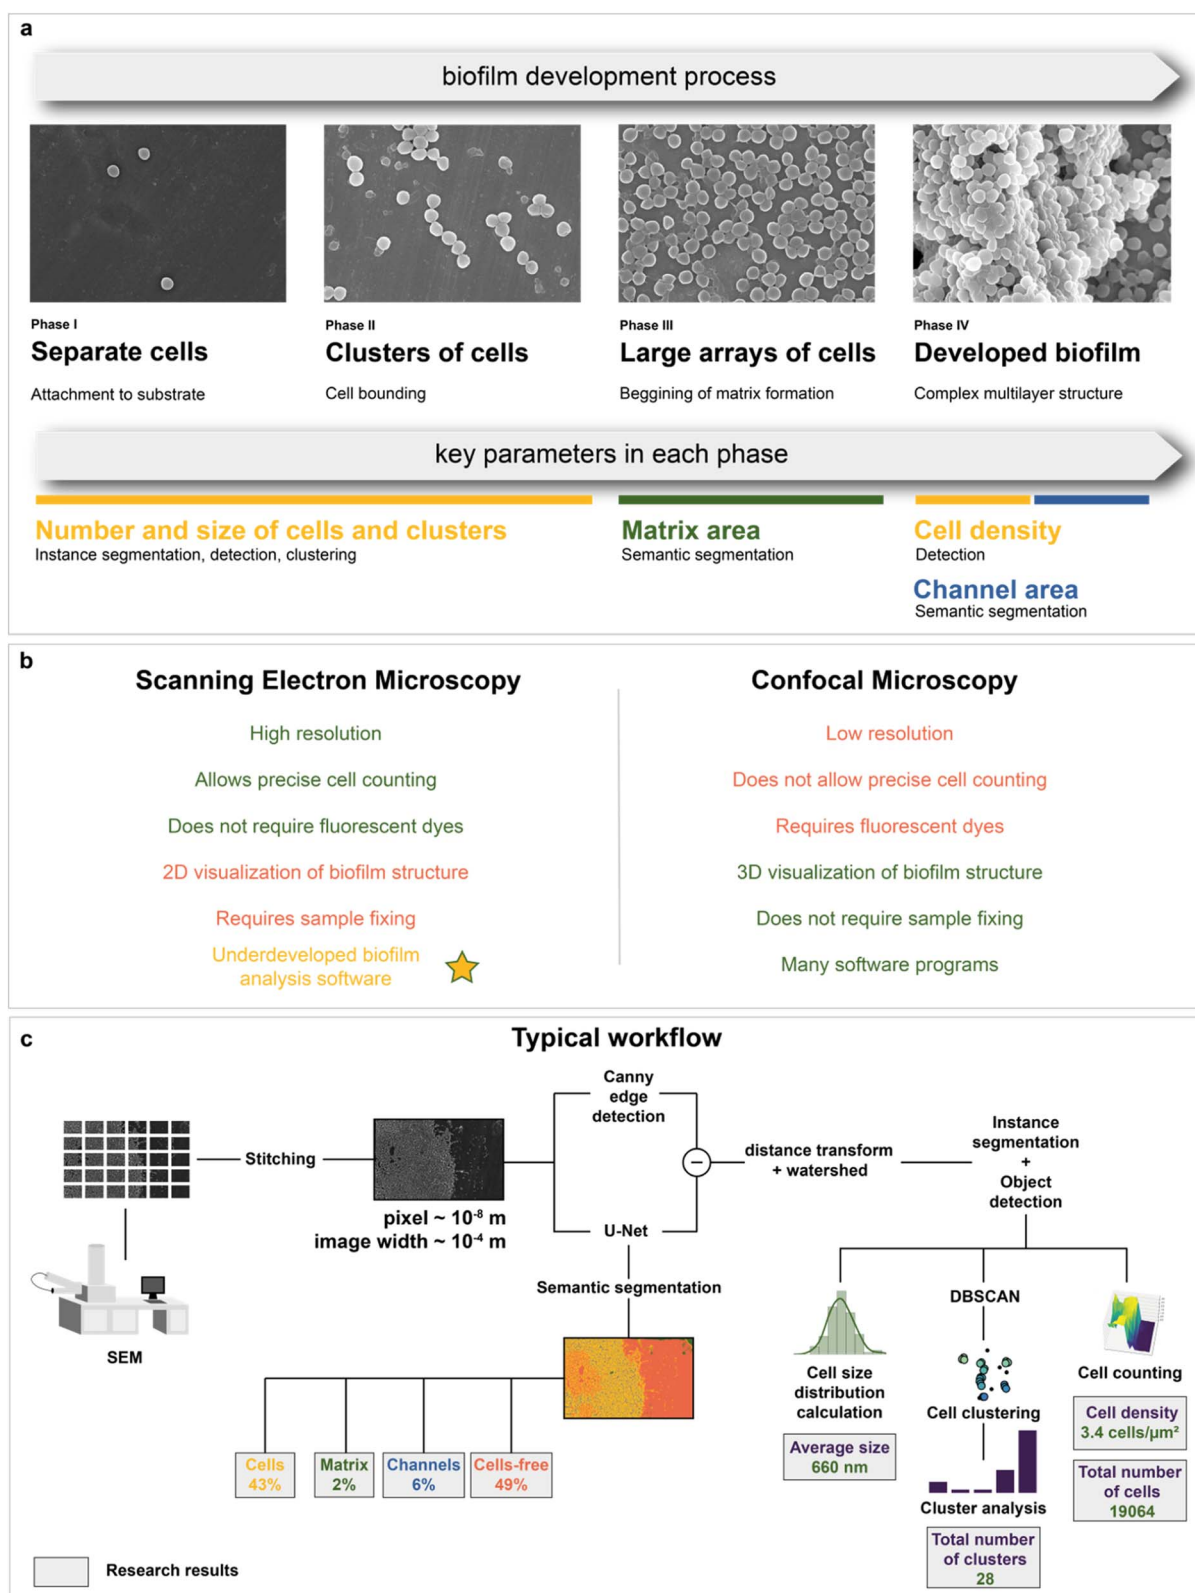 a
biofilm development process
Phase I
Separate cells
Attachment to substrate
Phase II
Clusters of cells
Cell bounding
Phase III
Large arrays of cells
Beggining of matrix formation
Phase IV
Developed biofilm
Complex multilayer structure
key parameters in each phase
Number and size of cells and clusters
Instance segmentation, detection, clustering
Matrix area
Semantic segmentation
Cell density
Detection
Channel area
Semantic segmentation
b
Scanning Electron Microscopy
High resolution
Allows precise cell counting
Does not require fluorescent dyes
2D visualization of biofilm structure
Requires sample fixing
Underdeveloped biofilm
analysis software
Confocal Microscopy
Low resolution
Does not allow precise cell counting
Requires fluorescent dyes
3D visualization of biofilm structure
Does not require sample fixing
Many software programs
c
Typical workflow
SEM
Stitching
pixel ~ 10⁻⁸ m
image width ~ 10⁻⁴ m
Canny
edge
detection
U-Net
−
distance transform
+ watershed
Instance
segmentation
+
Object
detection
Semantic segmentation
Cells
43%
Matrix
2%
Channels
6%
Cells-free
49%
Cell size
distribution
calculation
Average size
660 nm
DBSCAN
Cell clustering
Cluster analysis
Total number
of clusters
28
Cell counting
Cell density
3.4 cells/µm²
Total number
of cells
19064
Research results